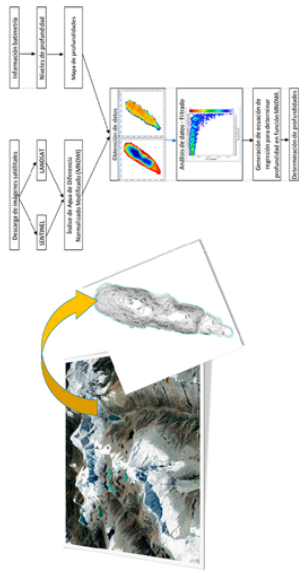 Información batimetría
Niveles de profundidad
Mapa de profundidades
Descarga de imágenes satelitales
SENTINEL
LANDSAT
Índice de Agua de Diferencia
Normalizado Modificado (MNDWI)
Obtención de datos
Análisis de datos - Filtrado
Generación de ecuación de
regresión para determinar
profundidad en función MNDWI.
Determinación de profundidades